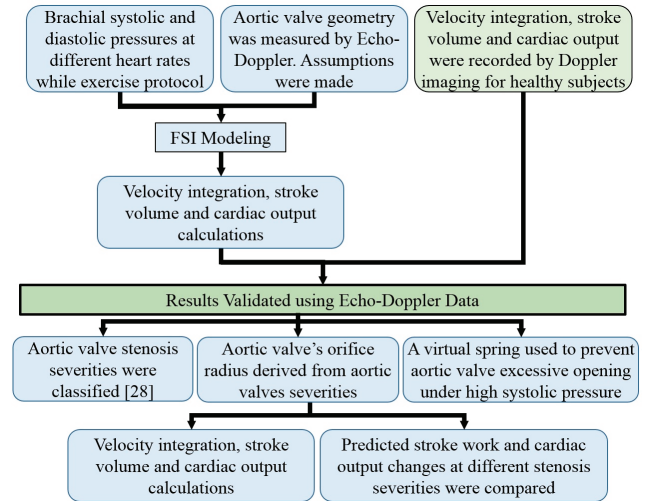 Brachial systolic and
diastolic pressures at
different heart rates
while exercise protocol
Aortic valve geometry
was measured by Echo-
Doppler. Assumptions
were made
Velocity integration, stroke
volume and cardiac output
were recorded by Doppler
imaging for healthy subjects
FSI Modeling
Velocity integration, stroke
volume and cardiac output
calculations
Results Validated using Echo-Doppler Data
Aortic valve stenosis
severities were
classified [28]
Aortic valve's orifice
radius derived from aortic
valves severities
A virtual spring used to prevent
aortic valve excessive opening
under high systolic pressure
Velocity integration, stroke
volume and cardiac output
calculations
Predicted stroke work and cardiac
output changes at different stenosis
severities were compared